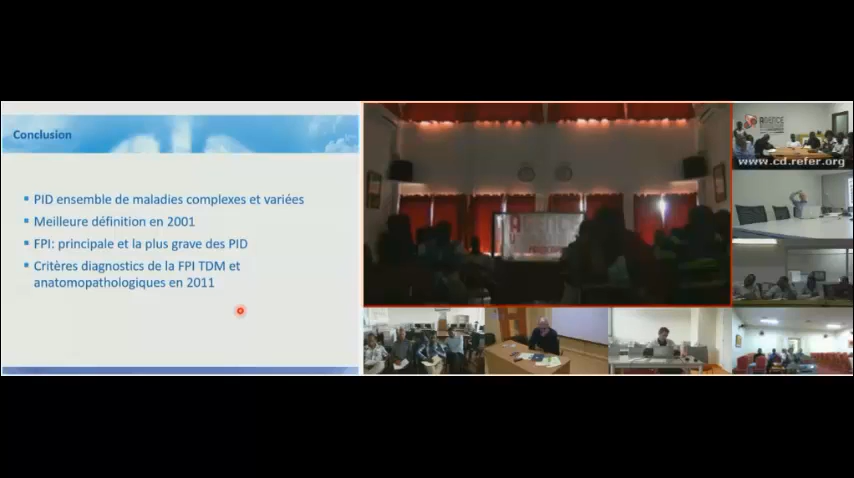 Conclusion
PID ensemble de maladies complexes et variées
Meilleure définition en 2001
FPI: principale et la plus grave des PID
Critères diagnostics de la FPI TDM et
anatomopathologiques en 2011
AGENCE
www.cd.refer.org